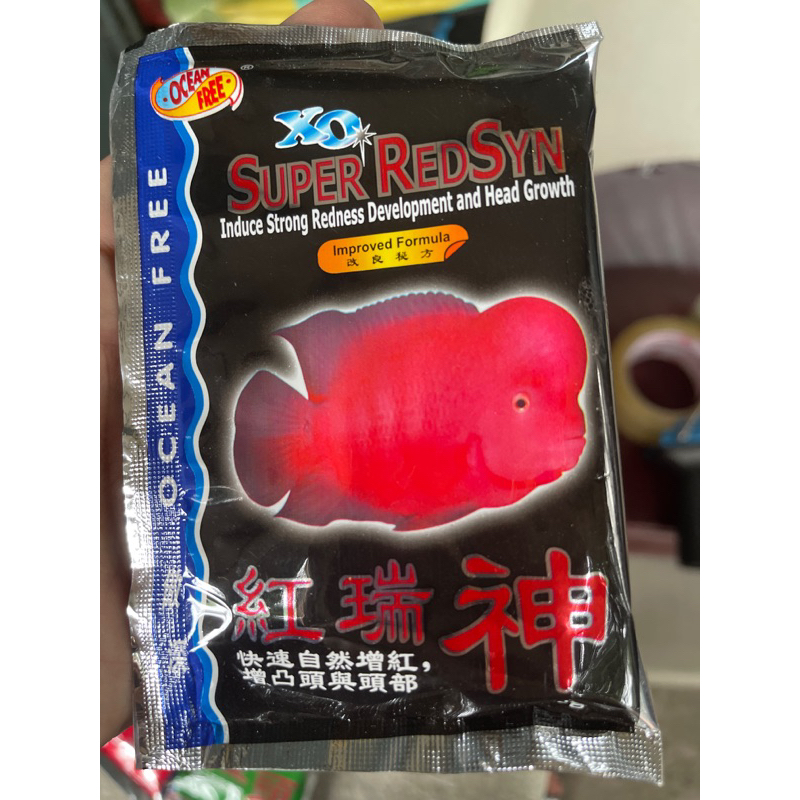 OCEAN
FREE
®
XO
SUPER REDSYN
Induce Strong Redness Development and Head Growth
Improved Formula
改良秘方
OCEAN FREE
紅瑞神
快速自然增紅,
增凸頭與頭部